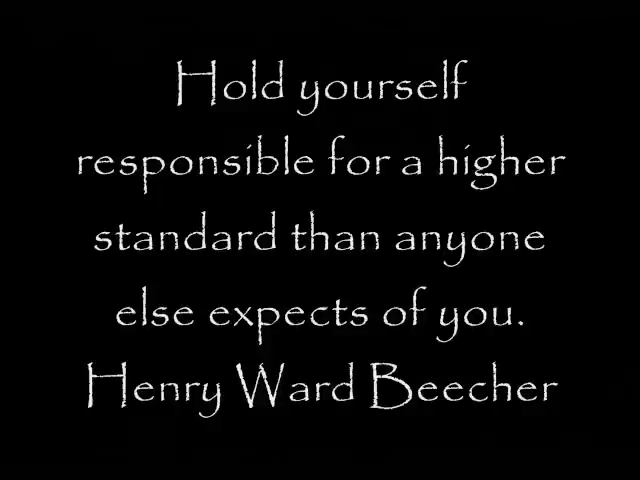 Hold yourself
responsible for a higher
standard than anyone
else expects of you.
Henry Ward Beecher